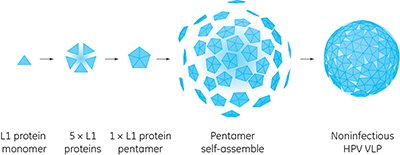 L1 protein
monomer
5 × L1
proteins
1 × L1 protein
pentamer
Pentamer
self-assemble
Noninfectious
HPV VLP